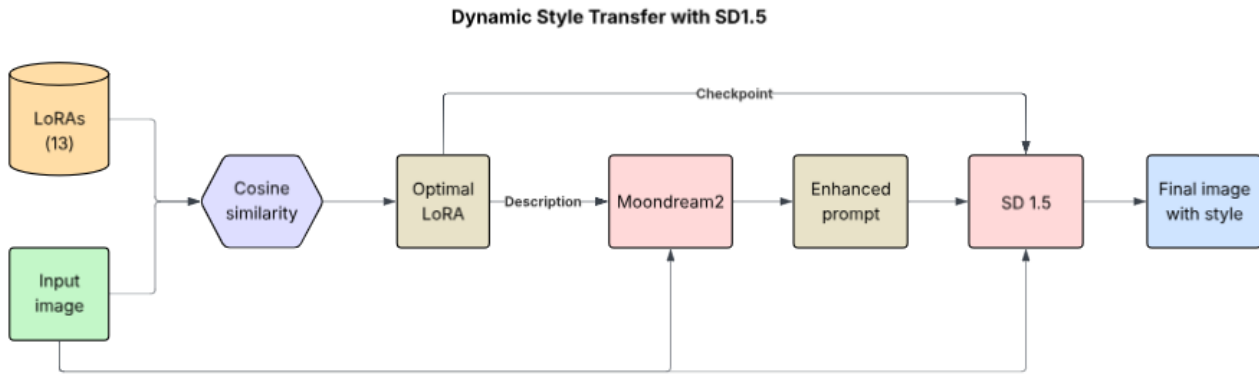 Dynamic Style Transfer with SD1.5
Checkpoint
LoRAs
(13)
Cosine
similarity
Optimal
LoRA
Description
Moondream2
Enhanced
prompt
SD 1.5
Final image
with style
Input
image